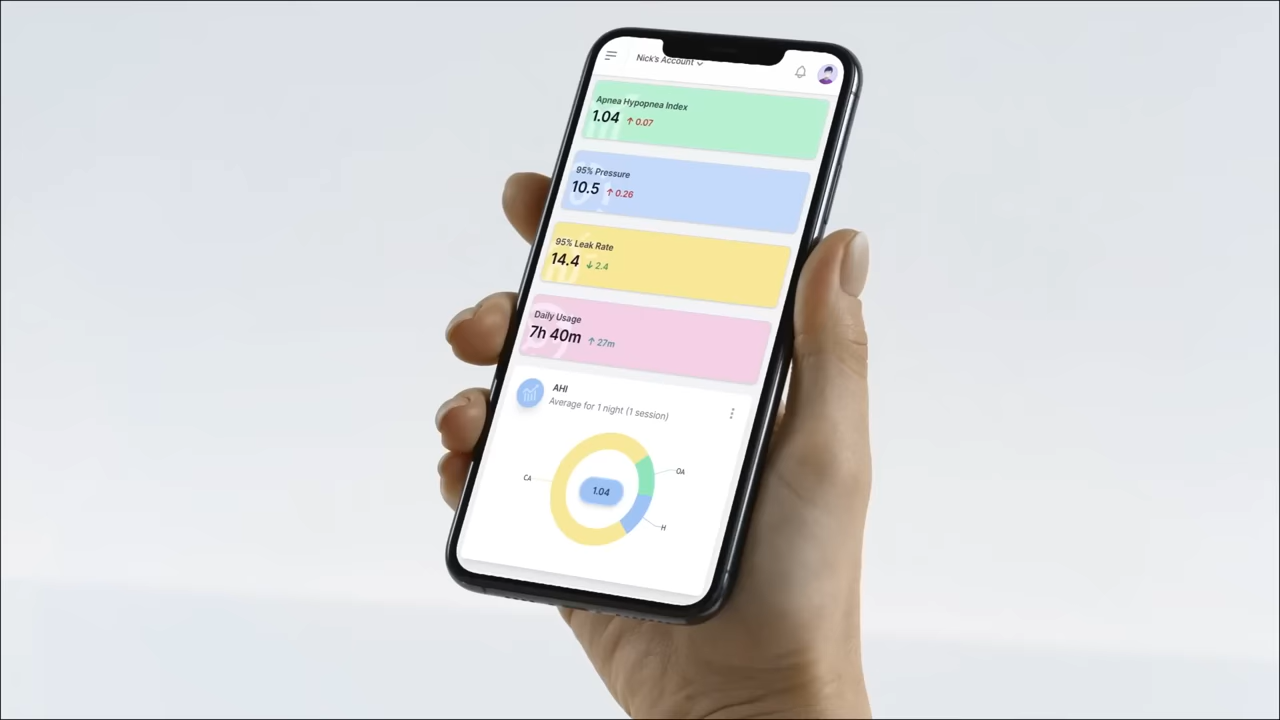 Nick's Account
Apnea Hypopnea Index
1.04 ↑ 0.07
95% Pressure
10.5 ↑ 0.26
95% Leak Rate
14.4 ↓ 2.4
Daily Usage
7h 40m ↑ 27m
AHI
Average for 1 night (1 session)
CA
OA
1.04
H